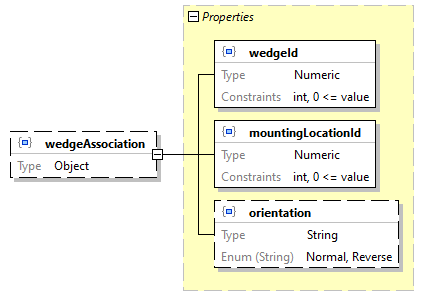 Properties
wedgeId
Type Numeric
Constraints int, 0 <= value
wedgeAssociation
Type Object
mountingLocationId
Type Numeric
Constraints int, 0 <= value
orientation
Type String
Enum (String) Normal, Reverse